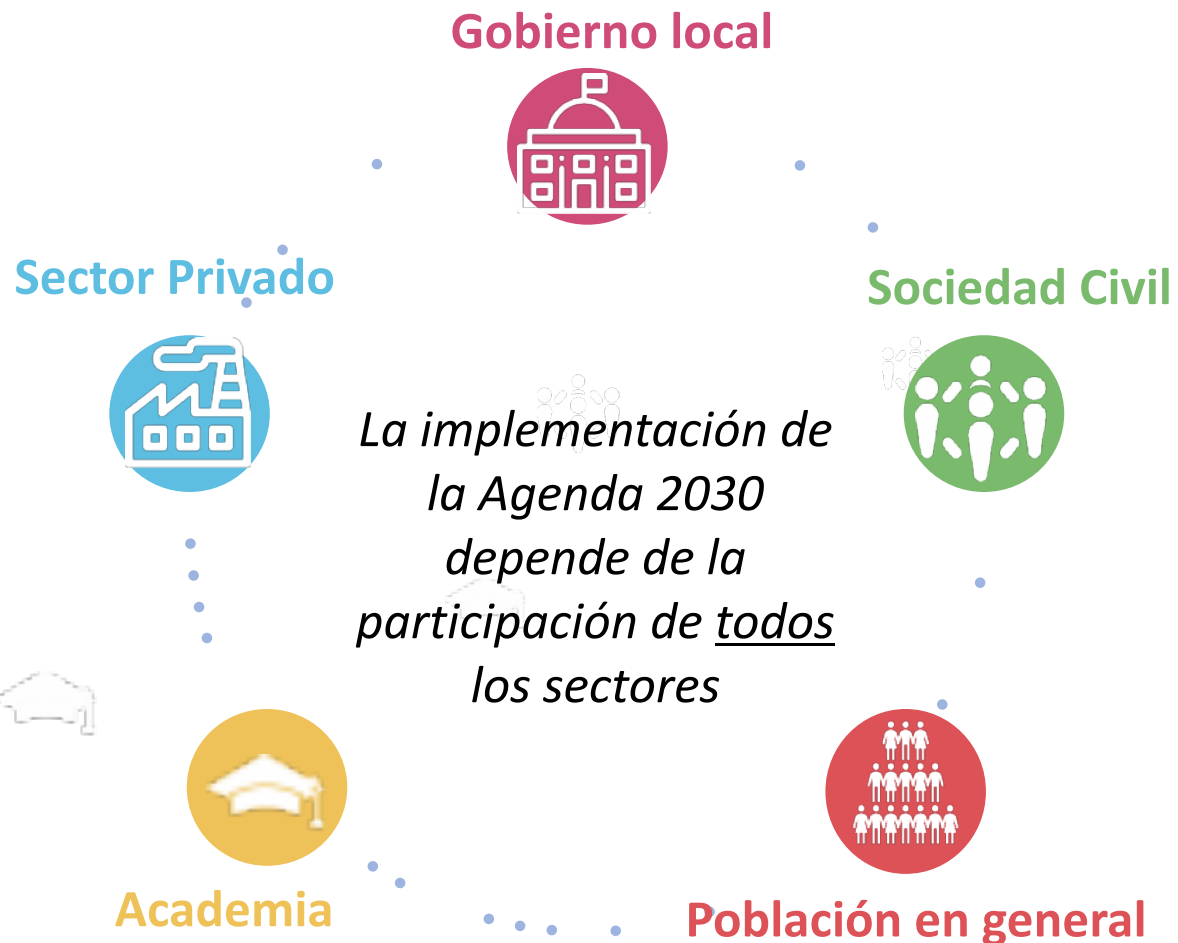 Gobierno local
Sector Privado
Sociedad Civil
La implementación de
la Agenda 2030
depende de la
participación de todos
los sectores
Academia
Población en general